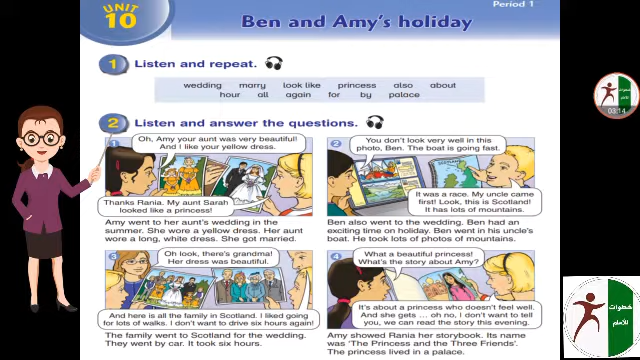 UNIT 10
Ben and Amy's holiday
Period 1
1 Listen and repeat.
wedding marry look like princess also about
hour all again for by palace
2 Listen and answer the questions.
1
Oh, Amy your aunt was very beautiful!
And I like your yellow dress.
Thanks Rania. My aunt Sarah
looked like a princess!
Amy went to her aunt's wedding in the
summer. She wore a yellow dress. Her aunt
wore a long, white dress. She got married.
2
You don't look very well in this
photo, Ben. The boat is going fast.
SCOTLAND
It was a race. My uncle came
first! Look, this is Scotland!
It has lots of mountains.
Ben also went to the wedding. Ben had an
exciting time on holiday. Ben went in his uncle's
boat. He took lots of photos of mountains.
3
Oh look, there's grandma!
Her dress was beautiful.
And here is all the family in Scotland. I liked going
for lots of walks. I don't want to drive six hours again!
The family went to Scotland for the wedding.
They went by car. It took six hours.
4
What a beautiful princess!
What's the story about Amy?
It's about a princess who doesn't feel well.
And she gets ... oh no, I don't want to tell
you, we can read the story this evening.
Amy showed Rania her storybook. Its name
was 'The Princess and the Three Friends'.
The princess lived in a palace.
خطوات
للأمام
03:14
خطوات
للأمام